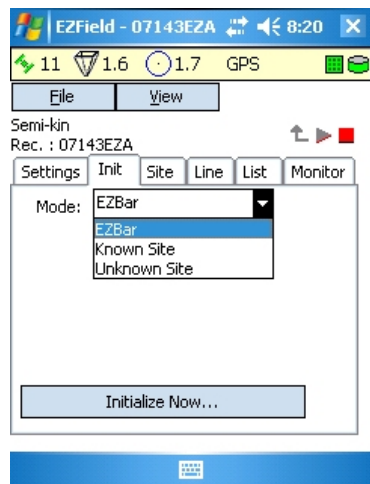 EZField - 07143EZA 8:20
11 1.6 1.7 GPS
File View
Semi-kin
Rec. : 07143EZA
Settings Init Site Line List Monitor
Mode: EZBar
EZBar
Known Site
Unknown Site
Initialize Now...